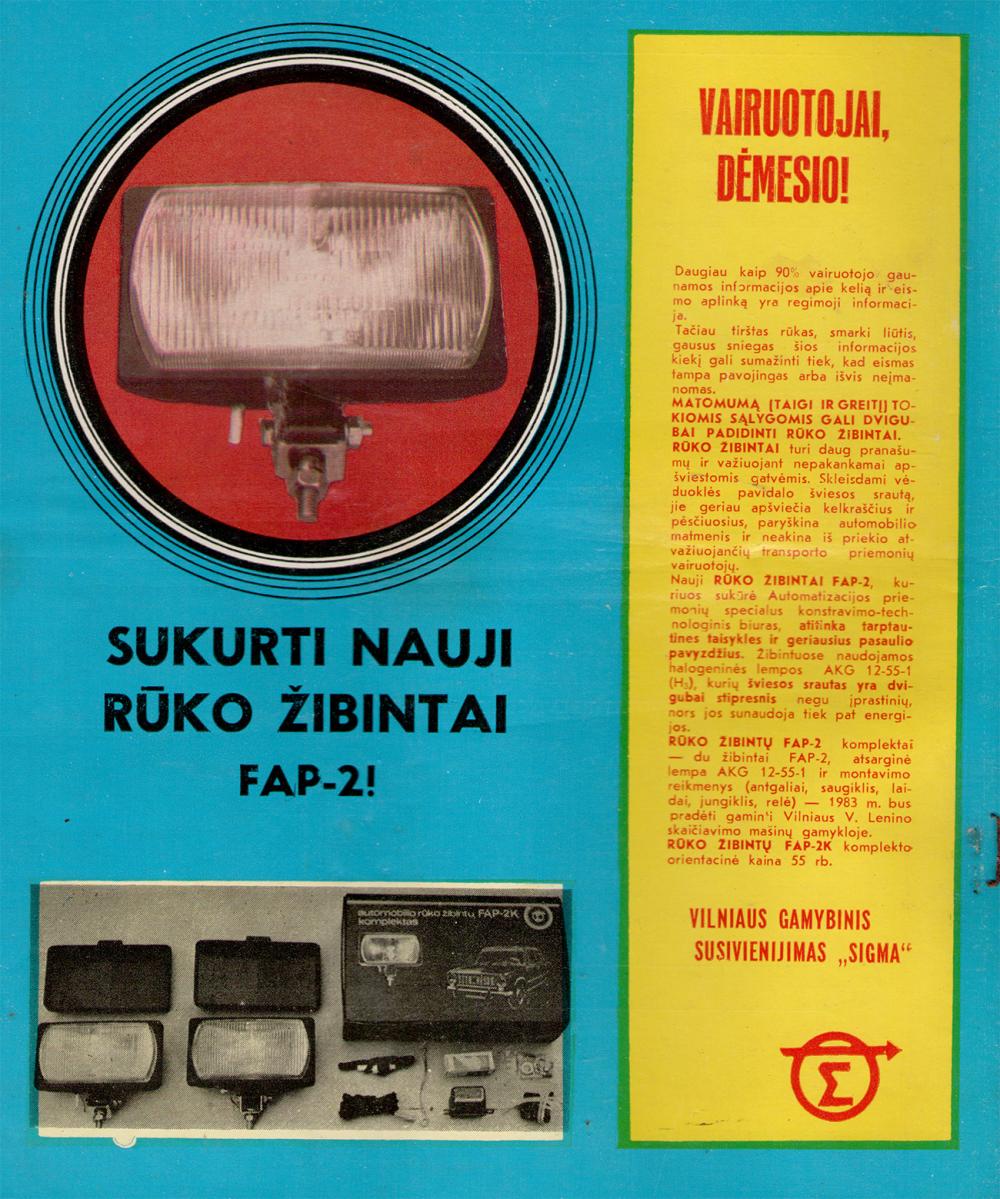 SUKURTI NAUJI
RŪKO ŽIBINTAI
FAP-2!
automobilio rūko žibintų FAP-2K
komplektas
VAIRUOTOJAI,
DĖMESIO!
Daugiau kaip 90% vairuotojo gau-
namos informacijos apie kelią ir eis-
mo aplinką yra regimoji informaci-
ja.
Tačiau tirštas rūkas, smarki liūtis,
gausus sniegas šios informacijos
kiekį gali sumažinti tiek, kad eismas
tampa pavojingas arba išvis neįma-
nomas.
MATOMUMĄ (TAIGI IR GREITĮ) TO-
KIOMIS SĄLYGOMIS GALI DVIGU-
BAI PADIDINTI RŪKO ŽIBINTAI.
RŪKO ŽIBINTAI turi daug pranašu-
mų ir važiuojant nepakankamai ap-
šviestomis gatvėmis. Skleisdami vė-
duoklės pavidalo šviesos srautą,
jie geriau apšviečia kelkraščius ir
pėsčiuosius, paryškina automobilio
matmenis ir neakina iš priekio at-
važiuojančių transporto priemonių
vairuotojų.
Nauji RŪKO ŽIBINTAI FAP-2, ku-
riuos sukūrė Automatizacijos prie-
monių specialus konstravimo-tech-
nologinis biuras, atitinka tarptau-
tines taisykles ir geriausius pasaulio
pavyzdžius. Žibintuose naudojamos
halogeninės lempos AKG 12-55-1
(H₃), kurių šviesos srautas yra dvi-
gubai stipresnis negu įprastinių,
nors jos sunaudoja tiek pat energi-
jos.
RŪKO ŽIBINTŲ FAP-2 komplektai
— du žibintai FAP-2, atsarginė
lempa AKG 12-55-1 ir montavimo
reikmenys (antgaliai, saugiklis, lai-
dai, jungiklis, relė) — 1983 m. bus
pradėti gaminti Vilniaus V. Lenino
skaičiavimo mašinų gamykloje.
RŪKO ŽIBINTŲ FAP-2K komplekto
orientacinė kaina 55 rb.
VILNIAUS GAMYBINIS
SUSIVIENIJIMAS „SIGMA“
Σ